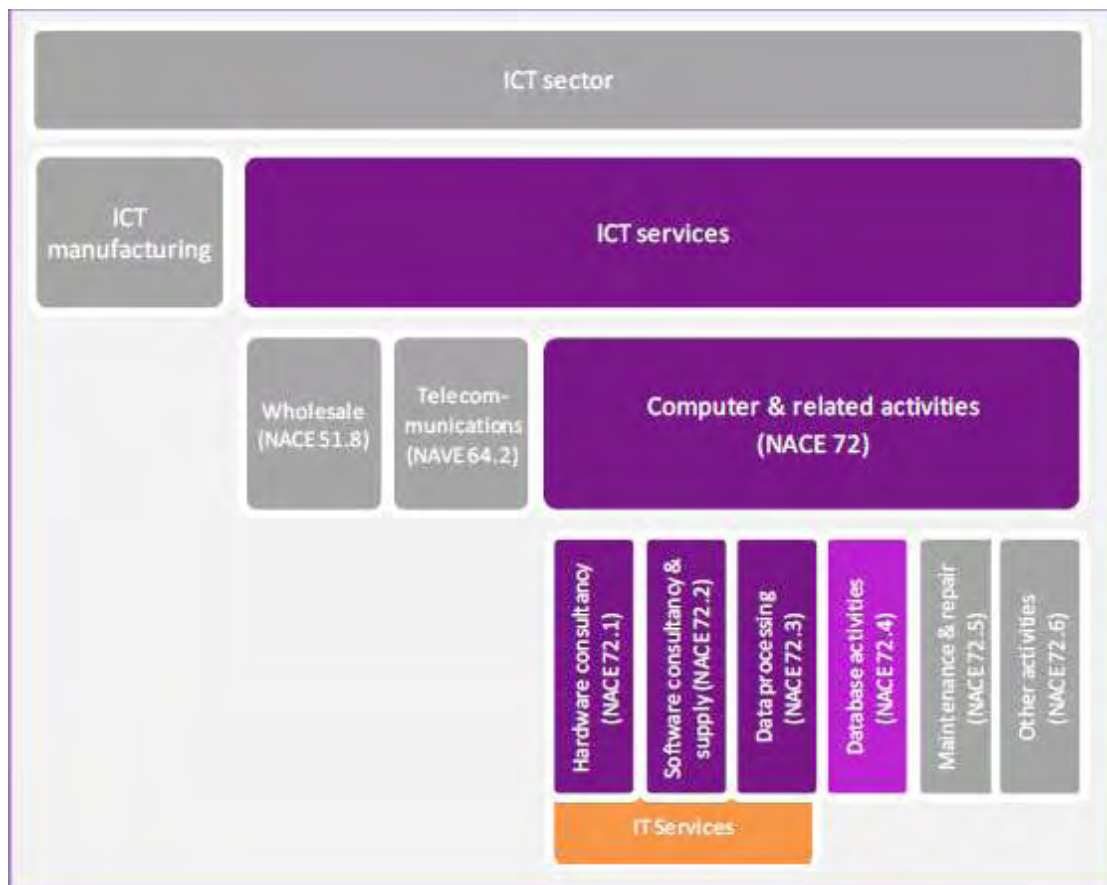 ICT sector
ICT
manufacturing
ICT services
Wholesale
(NACE 51.8)
Telecom-
munications
(NAVE 64.2)
Computer & related activities
(NACE 72)
Hardware consultancy
(NACE 72.1)
Software consultancy &
supply (NACE 72.2)
Data processing
(NACE 72.3)
Database activities
(NACE 72.4)
Maintenance & repair
(NACE 72.5)
Other activities
(NACE 72.6)
IT Services